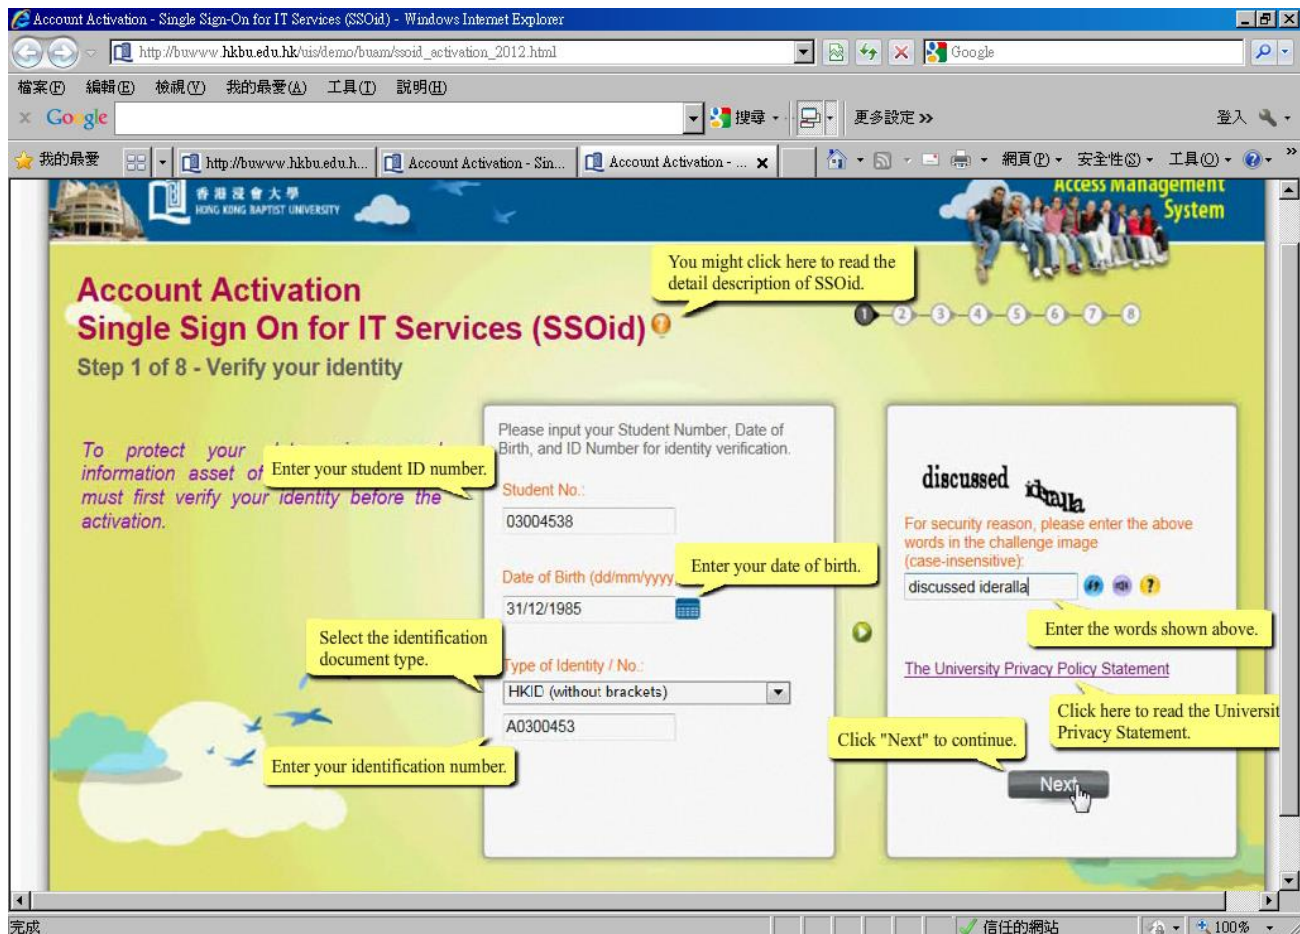 Account Activation - Single Sign-On for IT Services (SSOid) - Windows Internet Explorer
http://buwww.hkbu.edu.hk/uis/demo/buam/ssoid_activation_2012.html
Google
檔案(F) 編輯(E) 檢視(V) 我的最愛(A) 工具(T) 說明(H)
x Google 搜尋 更多設定 >> 登入
我的最愛 http://buwww.hkbu.edu.h... Account Activation - Sin... Account Activation - ... X 網頁(P) 安全性(S) 工具(O) >>
香港浸會大學
HONG KONG BAPTIST UNIVERSITY
Access Management
System
You might click here to read the
detail description of SSOid.
Account Activation
Single Sign On for IT Services (SSOid) ?
1 2 3 4 5 6 7 8
Step 1 of 8 - Verify your identity
To protect your
information asset of
must first verify your identity before the
activation.
Enter your student ID number.
Please input your Student Number, Date of
Birth, and ID Number for identity verification.
Student No.:
03004538
Date of Birth (dd/mm/yyyy
Enter your date of birth.
31/12/1985
Select the identification
document type.
Type of Identity / No.:
HKID (without brackets)
A0300453
Enter your identification number.
discussed ideralla
For security reason, please enter the above
words in the challenge image
(case-insensitive):
discussed ideralla
?
Enter the words shown above.
The University Privacy Policy Statement
Click here to read the Universit
Privacy Statement.
Click "Next" to continue.
Next
完成 信任的網站 100%